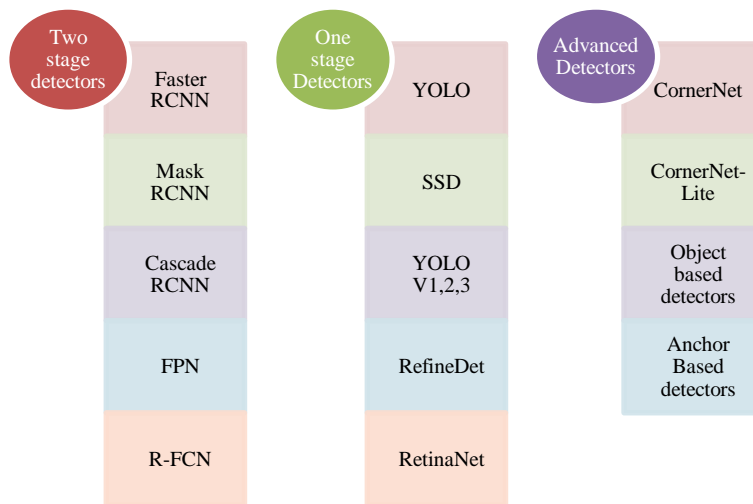 Two
stage
detectors
Faster
RCNN
Mask
RCNN
Cascade
RCNN
FPN
R-FCN
One
stage
Detectors
YOLO
SSD
YOLO
V1,2,3
RefineDet
RetinaNet
Advanced
Detectors
CornerNet
CornerNet-
Lite
Object
based
detectors
Anchor
Based
detectors